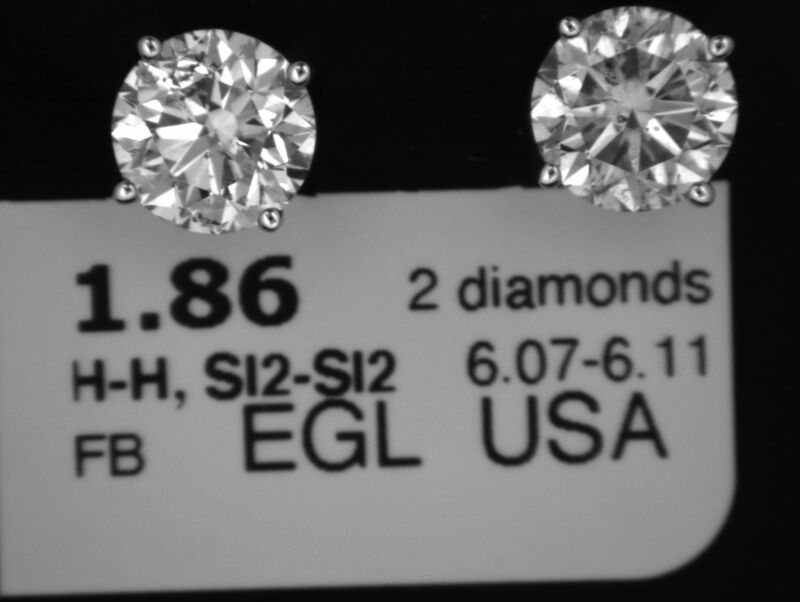 1.86 2 diamonds
H-H, SI2-SI2 6.07-6.11
FB EGL USA